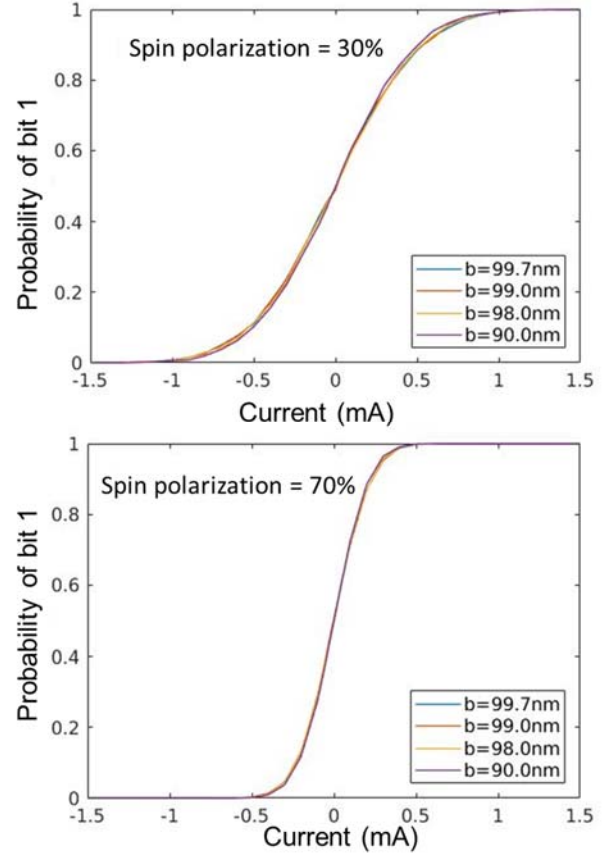 Spin polarization = 30%
Probability of bit 1
1
0.8
0.6
0.4
0.2
0
b=99.7nm
b=99.0nm
b=98.0nm
b=90.0nm
-1.5 -1 -0.5 0 0.5 1 1.5
Current (mA)
Spin polarization = 70%
Probability of bit 1
1
0.8
0.6
0.4
0.2
0
b=99.7nm
b=99.0nm
b=98.0nm
b=90.0nm
-1.5 -1 -0.5 0 0.5 1 1.5
Current (mA)